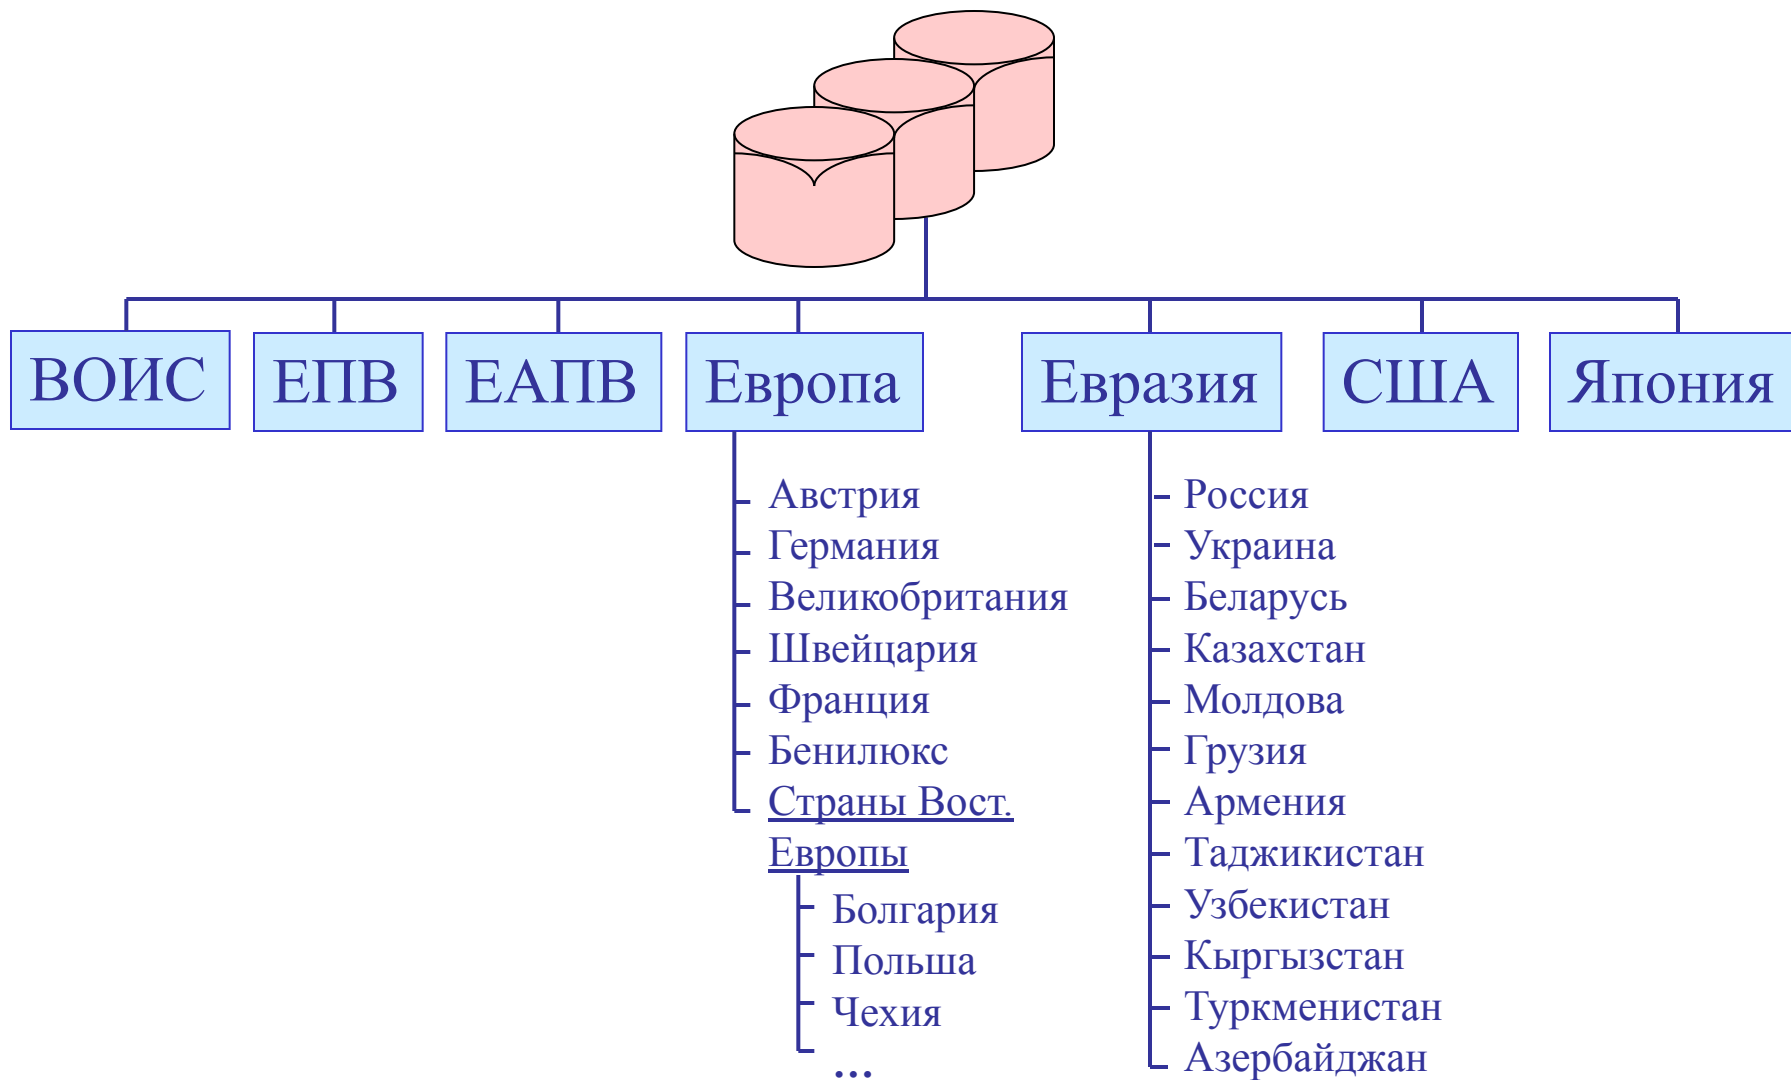 ВОИС
ЕПВ
ЕАПВ
Европа
Евразия
США
Япония
Австрия
Германия
Великобритания
Швейцария
Франция
Бенилюкс
Страны Вост.
Европы
Болгария
Польша
Чехия
...
Россия
Украина
Беларусь
Казахстан
Молдова
Грузия
Армения
Таджикистан
Узбекистан
Кыргызстан
Туркменистан
Азербайджан